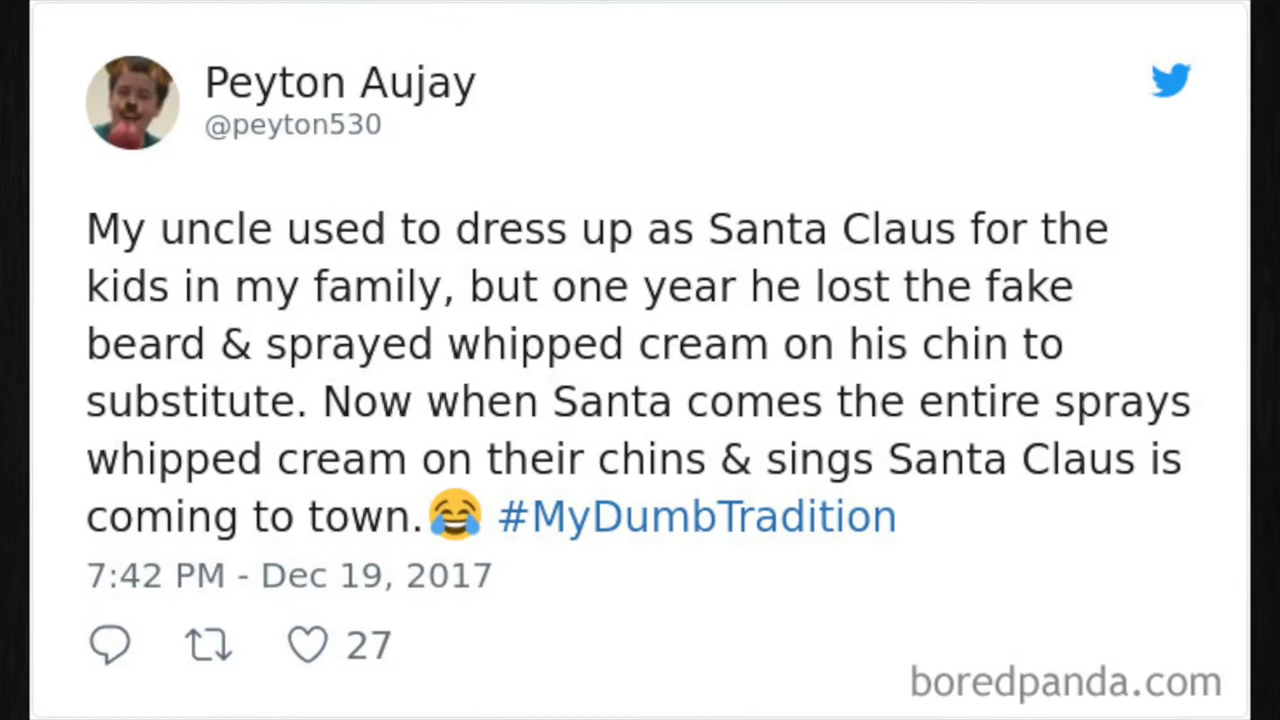 Peyton Aujay
@peyton530
My uncle used to dress up as Santa Claus for the
kids in my family, but one year he lost the fake
beard & sprayed whipped cream on his chin to
substitute. Now when Santa comes the entire sprays
whipped cream on their chins & sings Santa Claus is
coming to town.😂 #MyDumbTradition
7:42 PM - Dec 19, 2017
27
boredpanda.com